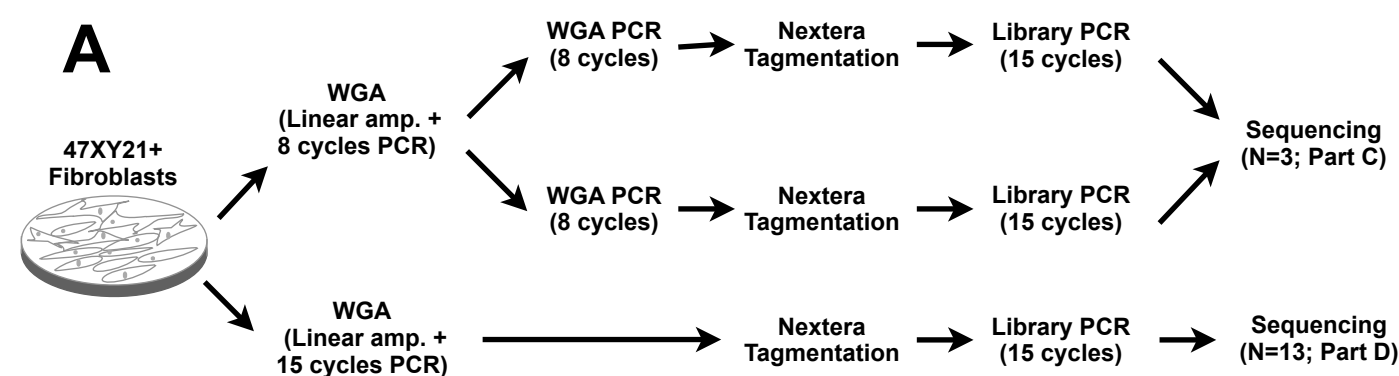 A
47XY21+
Fibroblasts
WGA
(Linear amp. +
8 cycles PCR)
WGA PCR
(8 cycles)
Nextera
Tagmentation
Library PCR
(15 cycles)
WGA PCR
(8 cycles)
Nextera
Tagmentation
Library PCR
(15 cycles)
Sequencing
(N=3; Part C)
WGA
(Linear amp. +
15 cycles PCR)
Nextera
Tagmentation
Library PCR
(15 cycles)
Sequencing
(N=13; Part D)